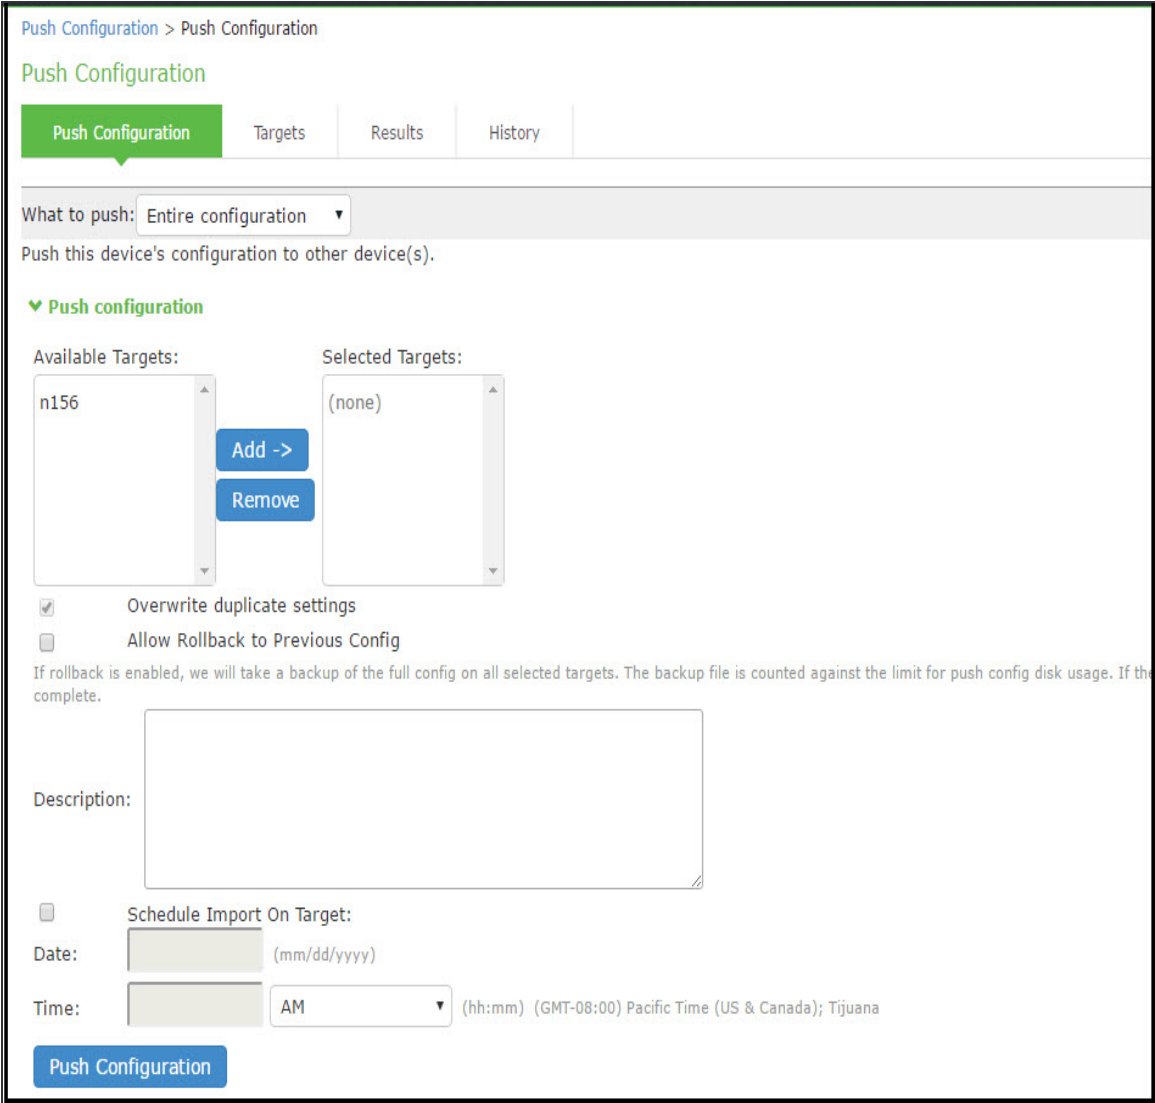 Push Configuration > Push Configuration
Push Configuration
Push Configuration Targets Results History
What to push: Entire configuration
Push this device's configuration to other device(s).
Push configuration
Available Targets: Selected Targets:
n156 (none)
Add ->
Remove
Overwrite duplicate settings
Allow Rollback to Previous Config
If rollback is enabled, we will take a backup of the full config on all selected targets. The backup file is counted against the limit for push config disk usage. If the
complete.
Description:
Schedule Import On Target:
Date: (mm/dd/yyyy)
Time: AM (hh:mm) (GMT-08:00) Pacific Time (US & Canada); Tijuana
Push Configuration